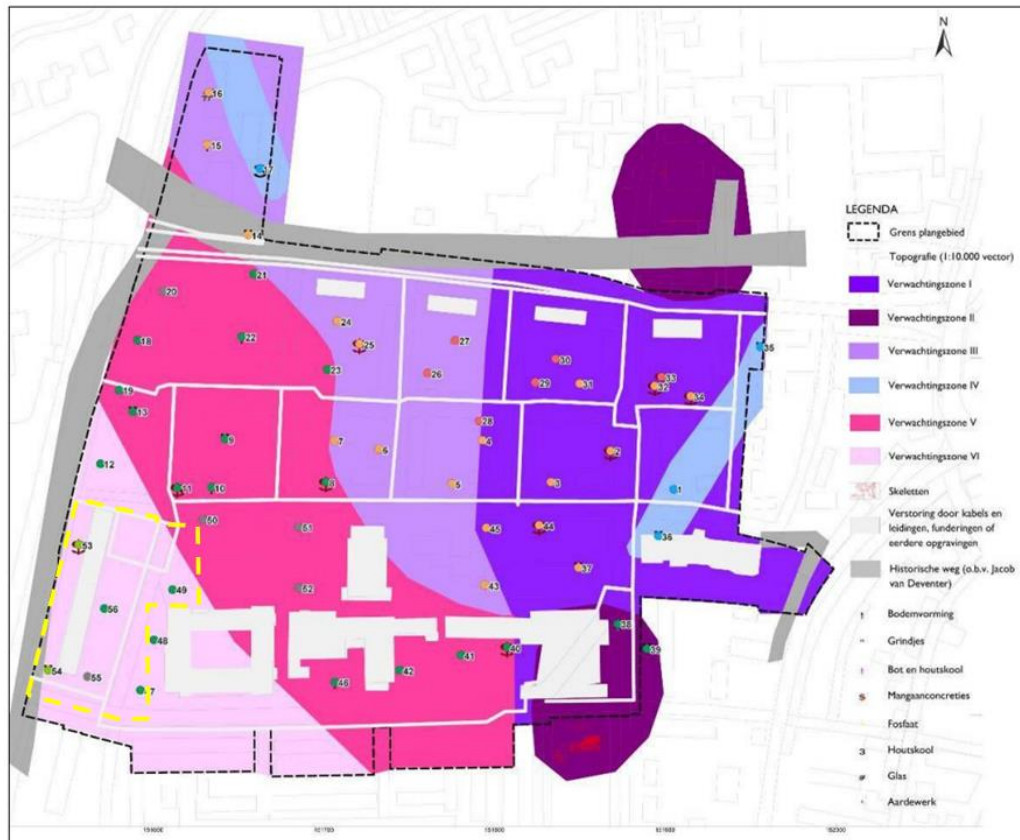 N
16
15
17
14
21
20
24
18
22
25
27
35
23
26
30
33
29
31
32
19
34
13
28
9
7
4
6
2
12
11
10
8
5
3
1
50
51
45
44
36
53
37
49
52
43
56
38
48
40
39
41
54
55
42
46
LEGENDA
Grens plangebied
Topografie (1:10.000 vector)
Verwachtingszone I
Verwachtingszone II
Verwachtingszone III
Verwachtingszone IV
Verwachtingszone V
Verwachtingszone VI
Skeletten
Verstoring door kabels en
leidingen, funderingen of
eerdere opgravingen
Historische weg (o.b.v. Jacob
van Deventer)
Bodemvorming
Grindjes
Bot en houtskool
Mangaanconcreties
Fosfaat
Houtskool
Glas
Aardewerk